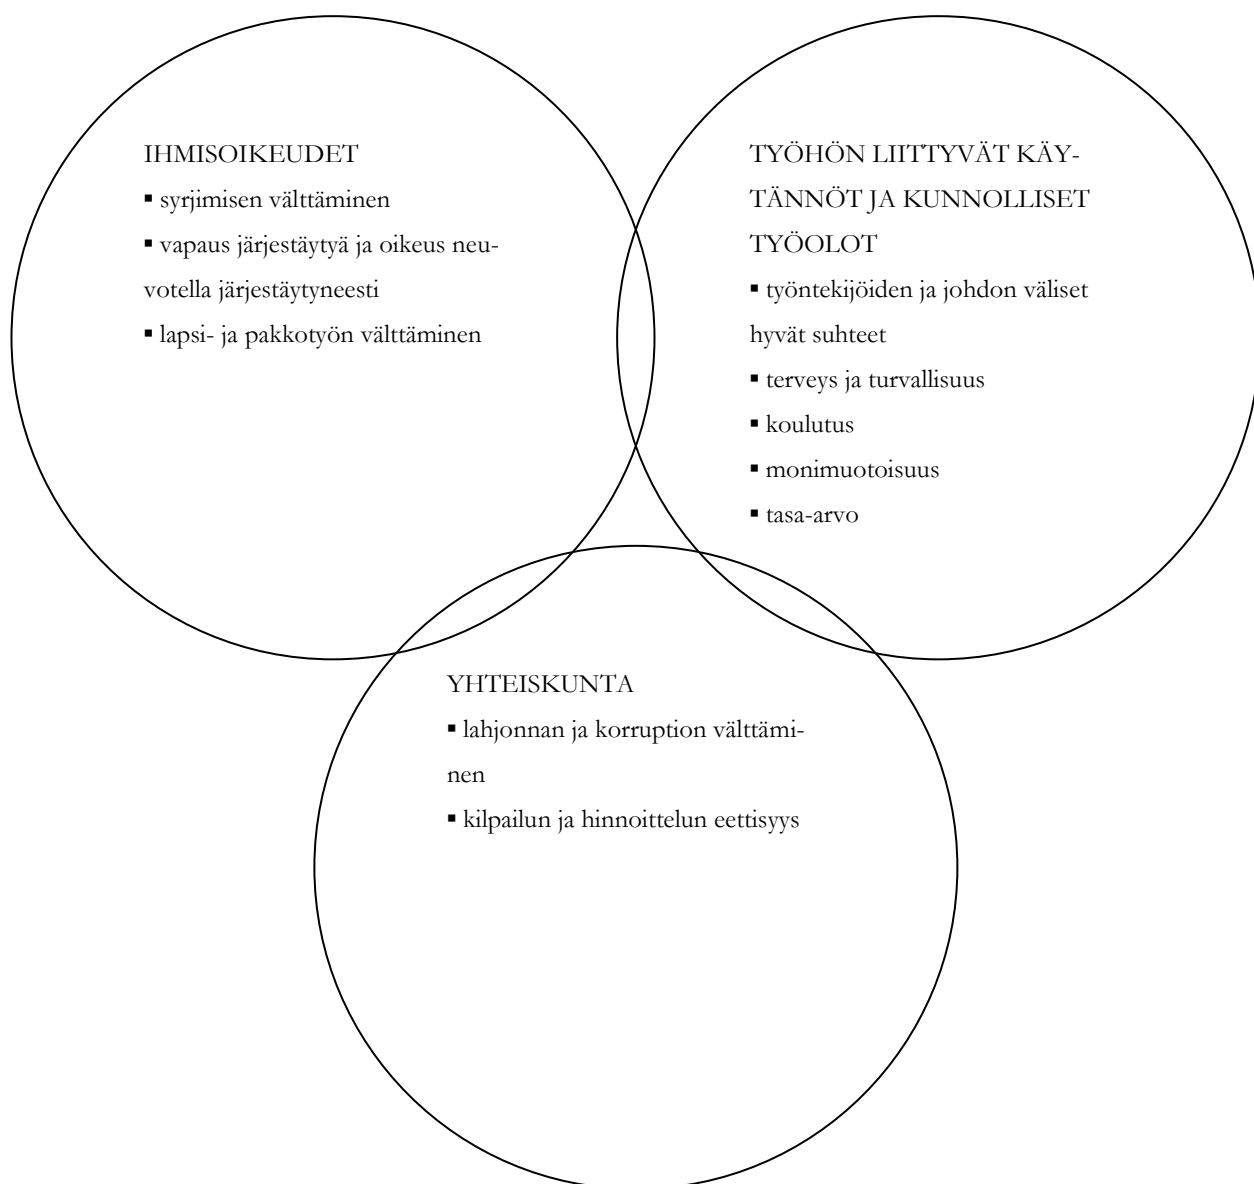 IHMISOIKEUDET
▪ syrjimisen välttäminen
▪ vapaus järjestäytyä ja oikeus neu-
votella järjestäytyneesti
▪ lapsi- ja pakkotyön välttäminen
TYÖHÖN LIITTYVÄT KÄY-
TÄNNÖT JA KUNNOLLISET
TYÖOLOT
▪ työntekijöiden ja johdon väliset
hyvät suhteet
▪ terveys ja turvallisuus
▪ koulutus
▪ monimuotoisuus
▪ tasa-arvo
YHTEISKUNTA
▪ lahjonnan ja korruption välttämi-
nen
▪ kilpailun ja hinnoittelun eettisyys